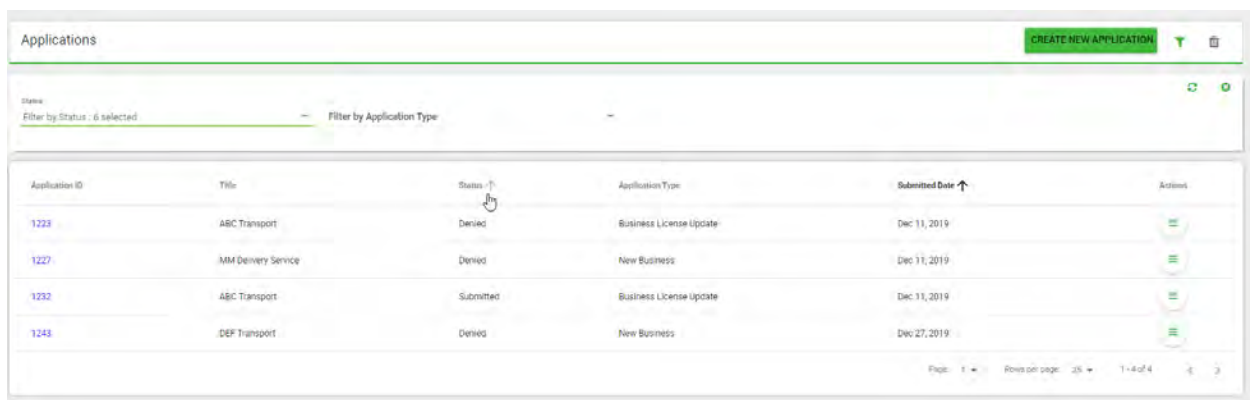 Applications
CREATE NEW APPLICATION
Status
Filter by Status : 6 selected
Filter by Application Type
Application ID Title Status Application Type Submitted Date Actions
1223 ABC Transport Denied Business License Update Dec 11, 2019
1227 MM Delivery Service Denied New Business Dec 11, 2019
1232 ABC Transport Submitted Business License Update Dec 11, 2019
1243 DEF Transport Denied New Business Dec 27, 2019
Page: 1 Rows per page: 25 1-4 of 4